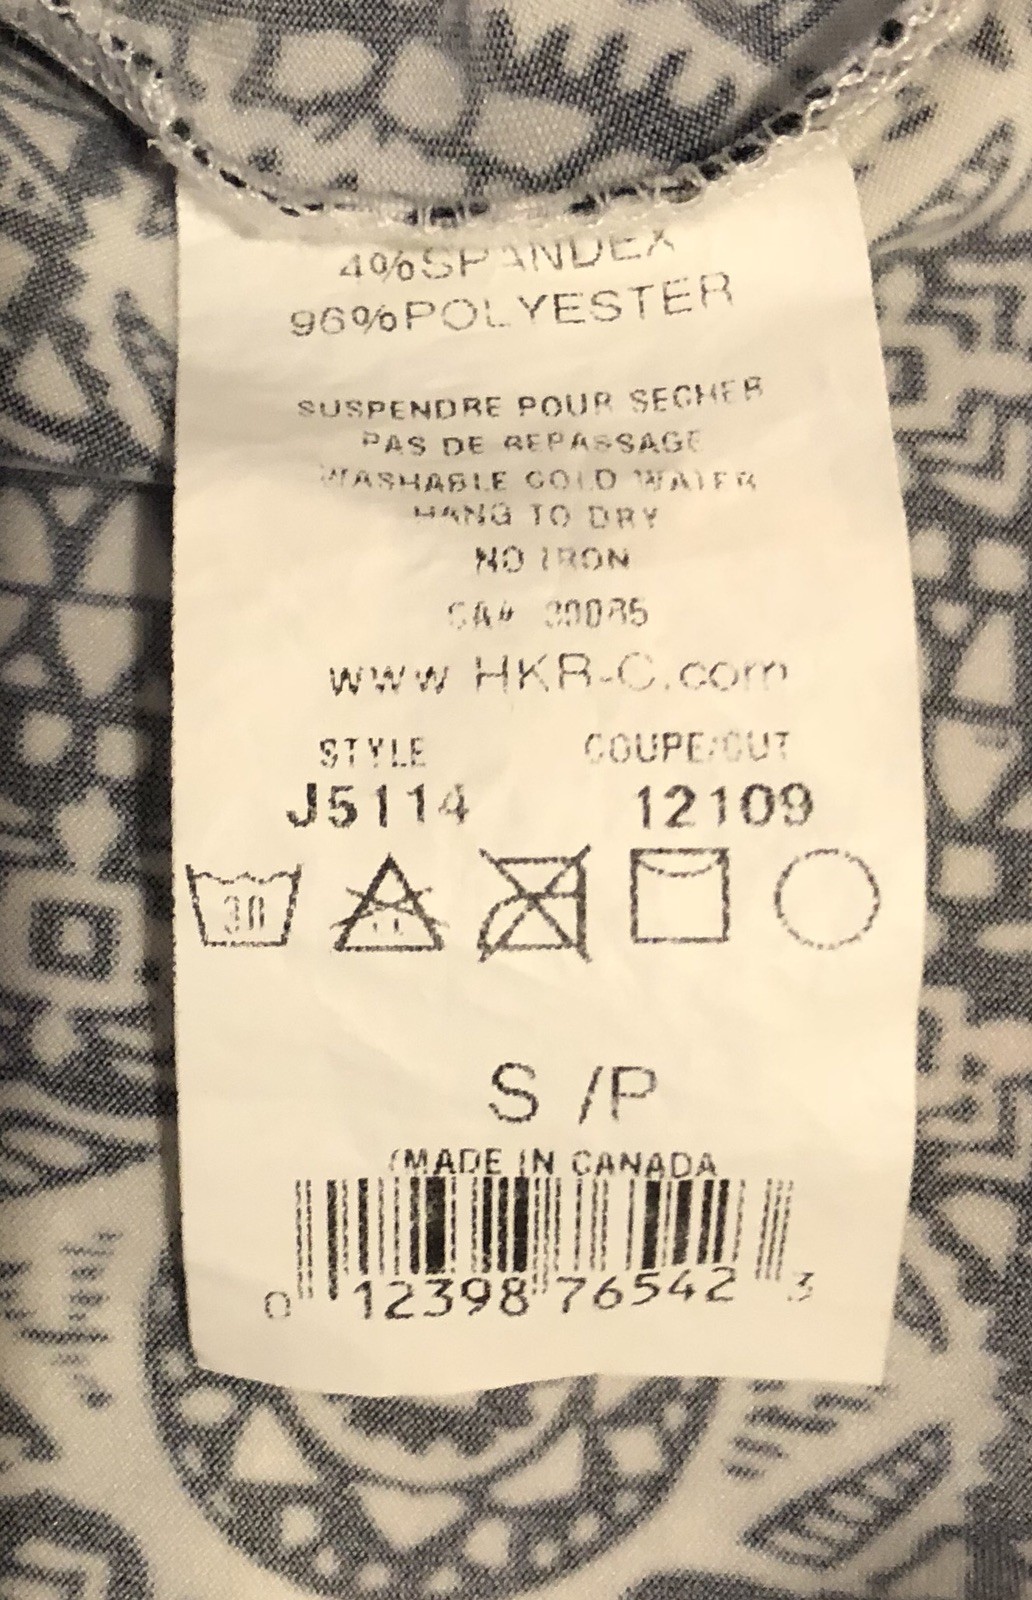 4%SPANDEX
96%POLYESTER
SUSPENDRE POUR SECHER
PAS DE REPASSAGE
WASHABLE COLD WATER
HANG TO DRY
NO IRON
CA# 30085
www HKR-C.com
STYLE COUPE/CUT
J5114 12109
30
S /P
MADE IN CANADA
0 12398 76542 3